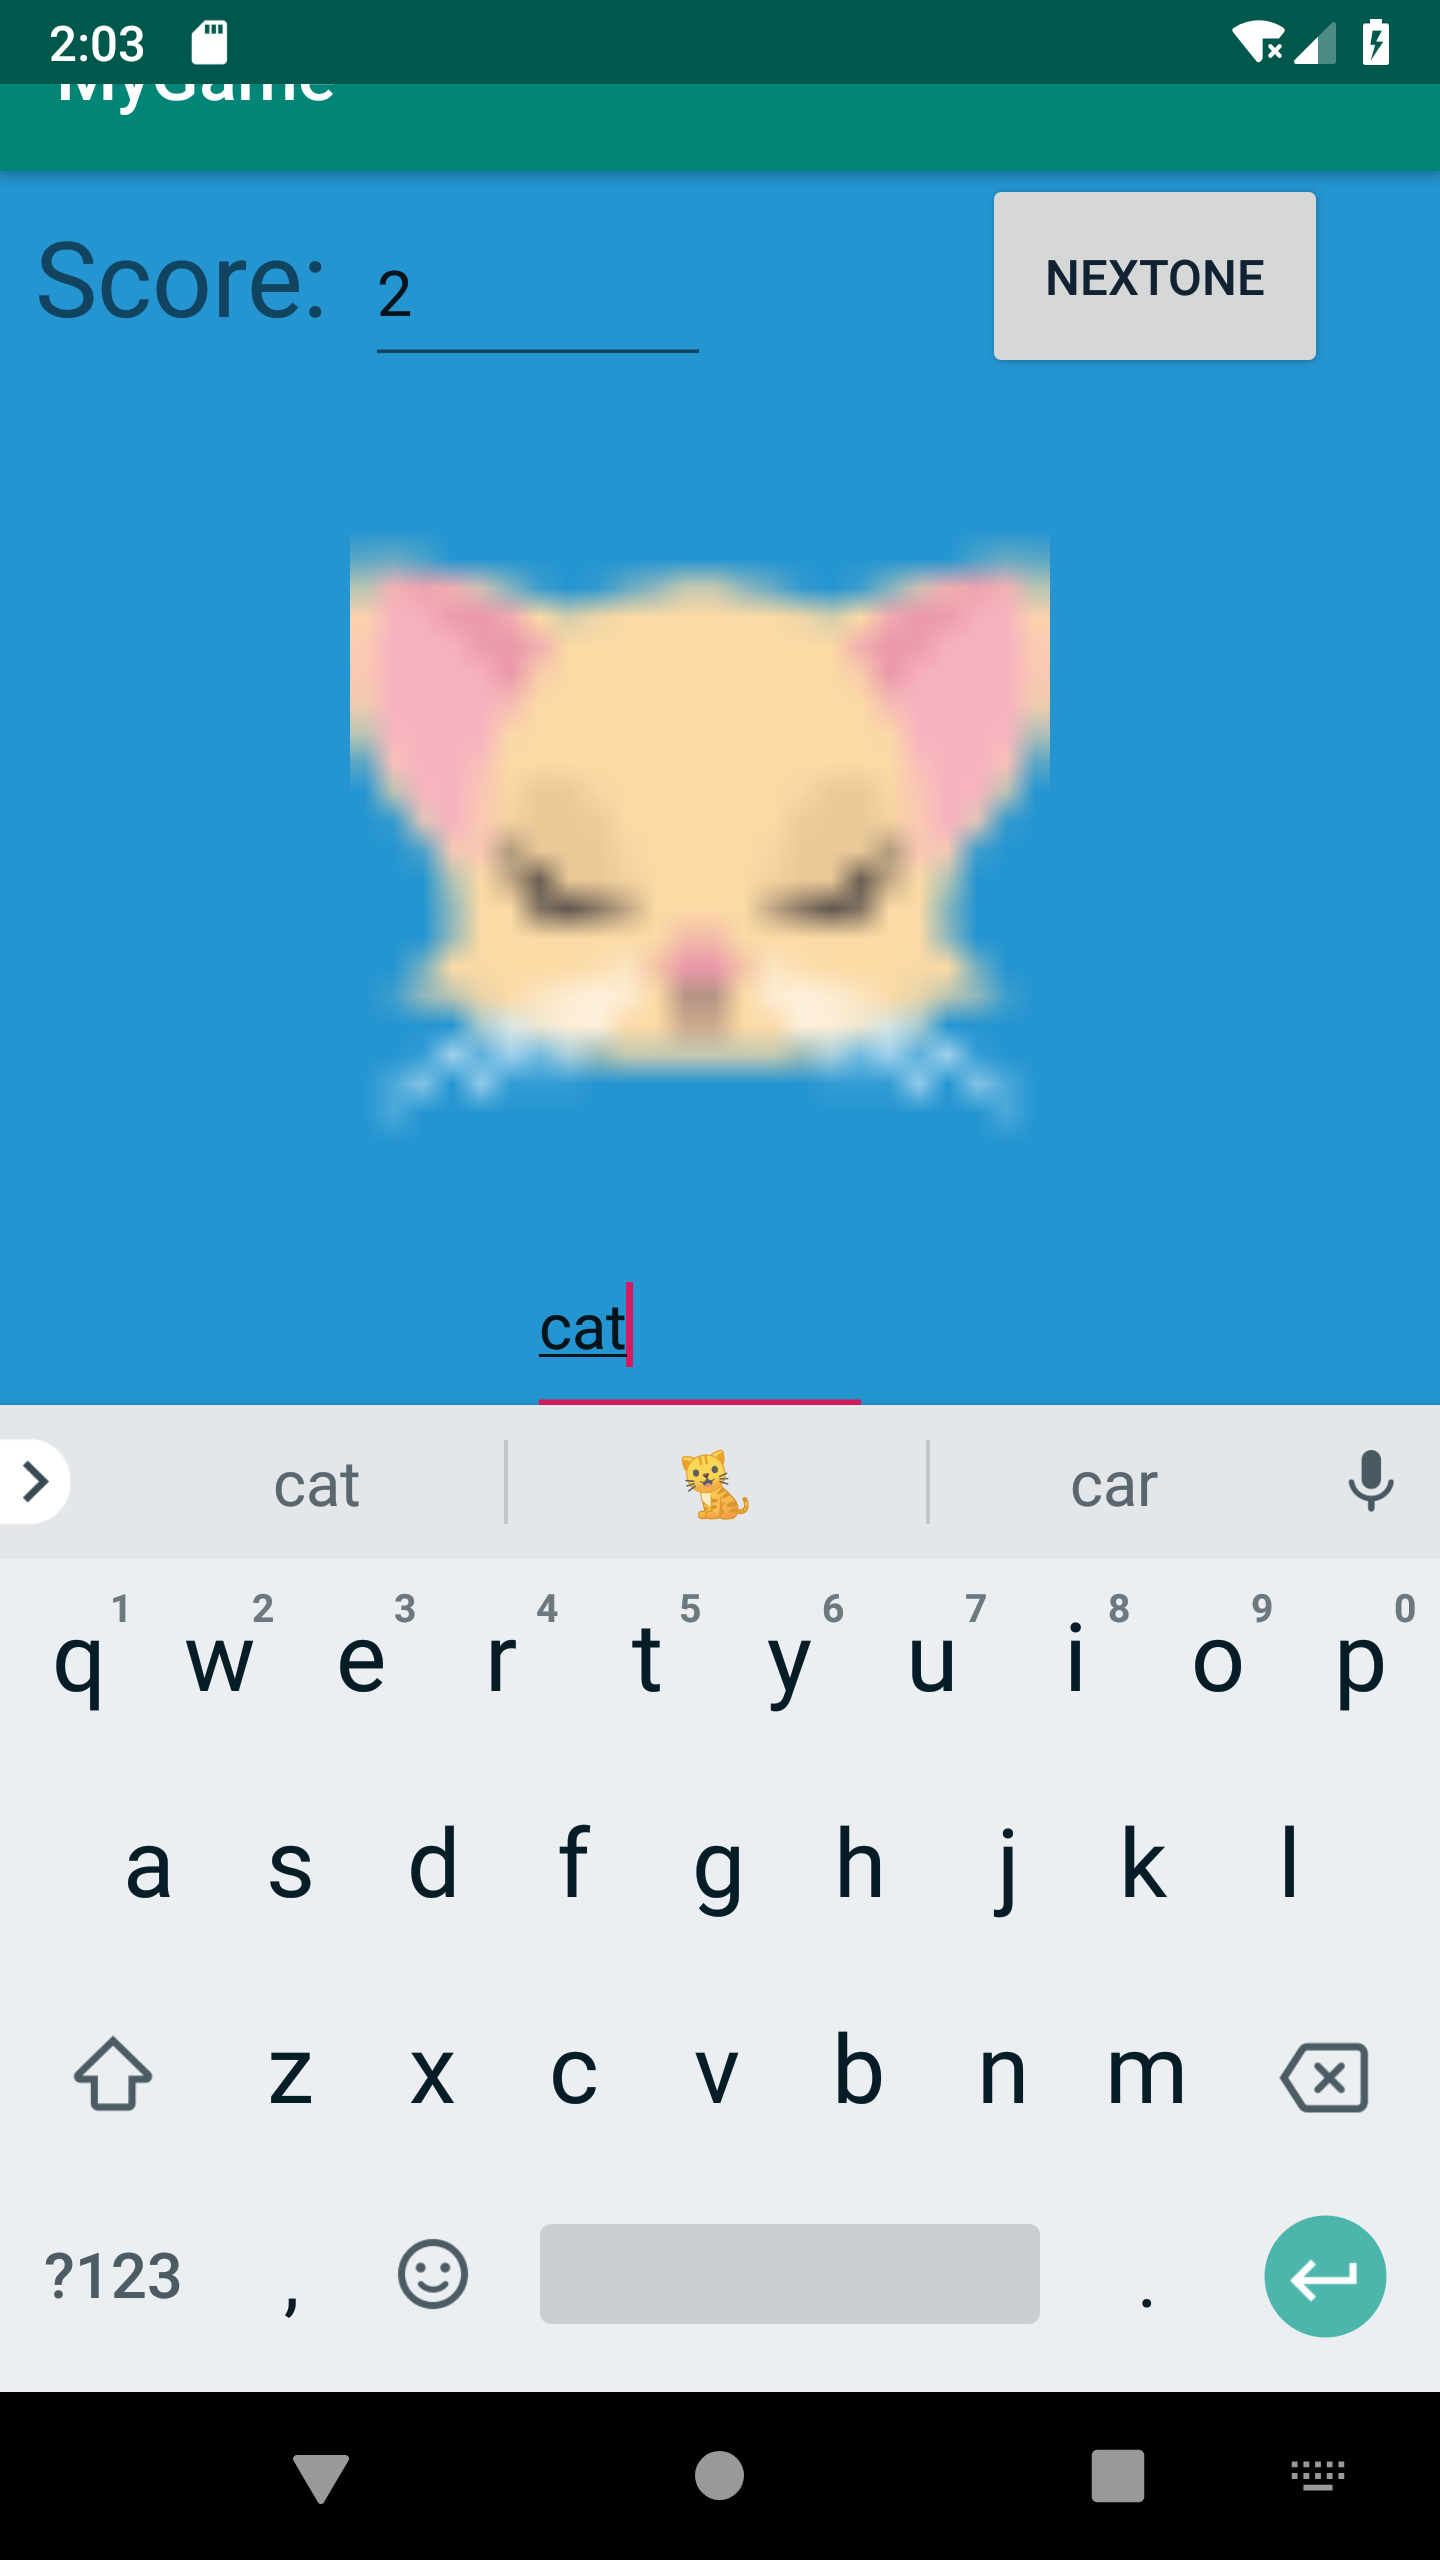 2:03
MyGame
Score: 2 NEXTONE
cat
cat car
1 2 3 4 5 6 7 8 9 0
q w e r t y u i o p
a s d f g h j k l
z x c v b n m
?123 , .